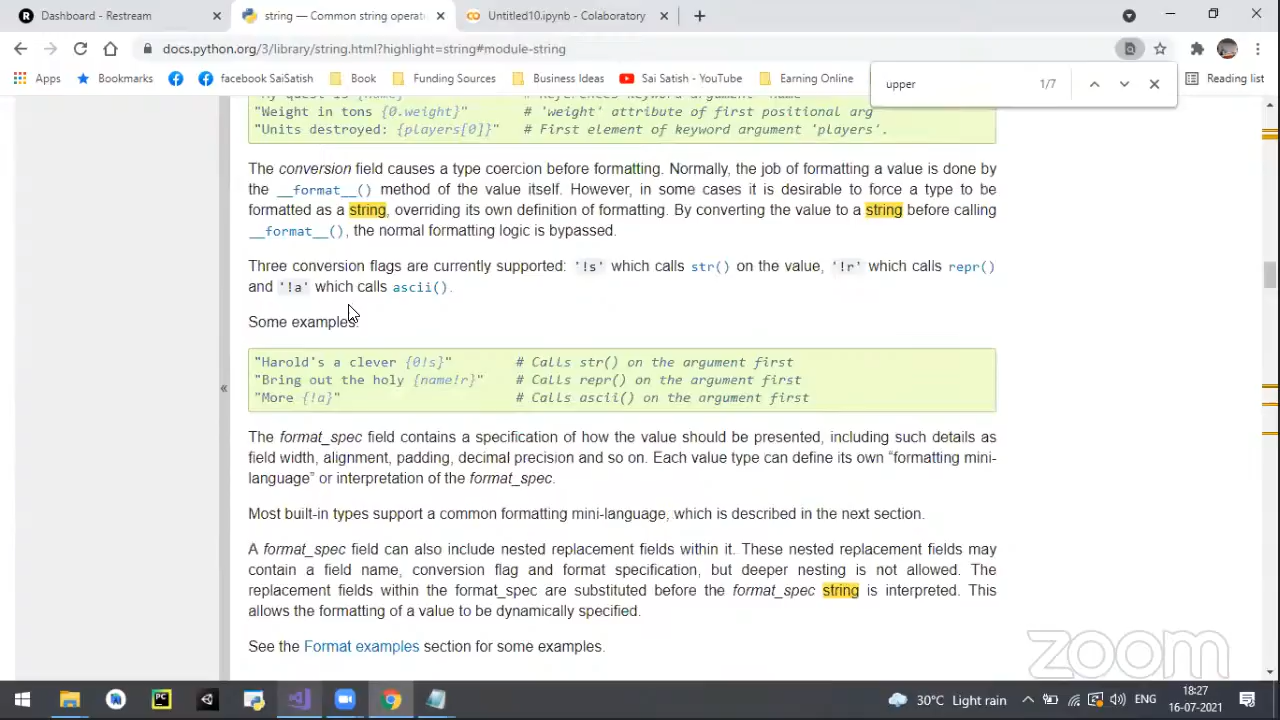 Dashboard - Restream
string — Common string operat
Untitled10.ipynb - Colaboratory
docs.python.org/3/library/string.html?highlight=string#module-string
Apps
Bookmarks
facebook SaiSatish
Book
Funding Sources
Business Ideas
Sai Satish - YouTube
Earning Online
Reading list
upper 1/7
"Weight in tons {0.weight}" # 'weight' attribute of first positional arg
"Units destroyed: {players[0]}" # First element of keyword argument 'players'.
The conversion field causes a type coercion before formatting. Normally, the job of formatting a value is done by
the __format__() method of the value itself. However, in some cases it is desirable to force a type to be
formatted as a string, overriding its own definition of formatting. By converting the value to a string before calling
__format__(), the normal formatting logic is bypassed.
Three conversion flags are currently supported: '!s' which calls str() on the value, '!r' which calls repr()
and '!a' which calls ascii().
Some examples:
"Harold's a clever {0!s}" # Calls str() on the argument first
"Bring out the holy {name!r}" # Calls repr() on the argument first
"More {!a}" # Calls ascii() on the argument first
«
The format_spec field contains a specification of how the value should be presented, including such details as
field width, alignment, padding, decimal precision and so on. Each value type can define its own “formatting mini-
language” or interpretation of the format_spec.
Most built-in types support a common formatting mini-language, which is described in the next section.
A format_spec field can also include nested replacement fields within it. These nested replacement fields may
contain a field name, conversion flag and format specification, but deeper nesting is not allowed. The
replacement fields within the format_spec are substituted before the format_spec string is interpreted. This
allows the formatting of a value to be dynamically specified.
See the Format examples section for some examples.
zoom
30°C Light rain
ENG
18:27
16-07-2021